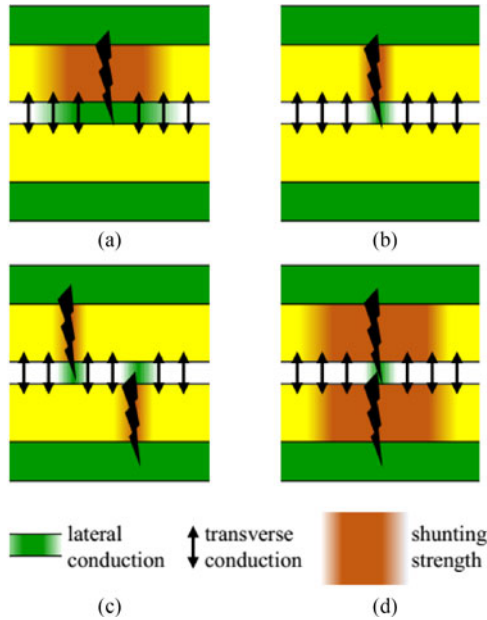 (a)
(b)
lateral
conduction
transverse
conduction
shunting
strength
(c)
(d)